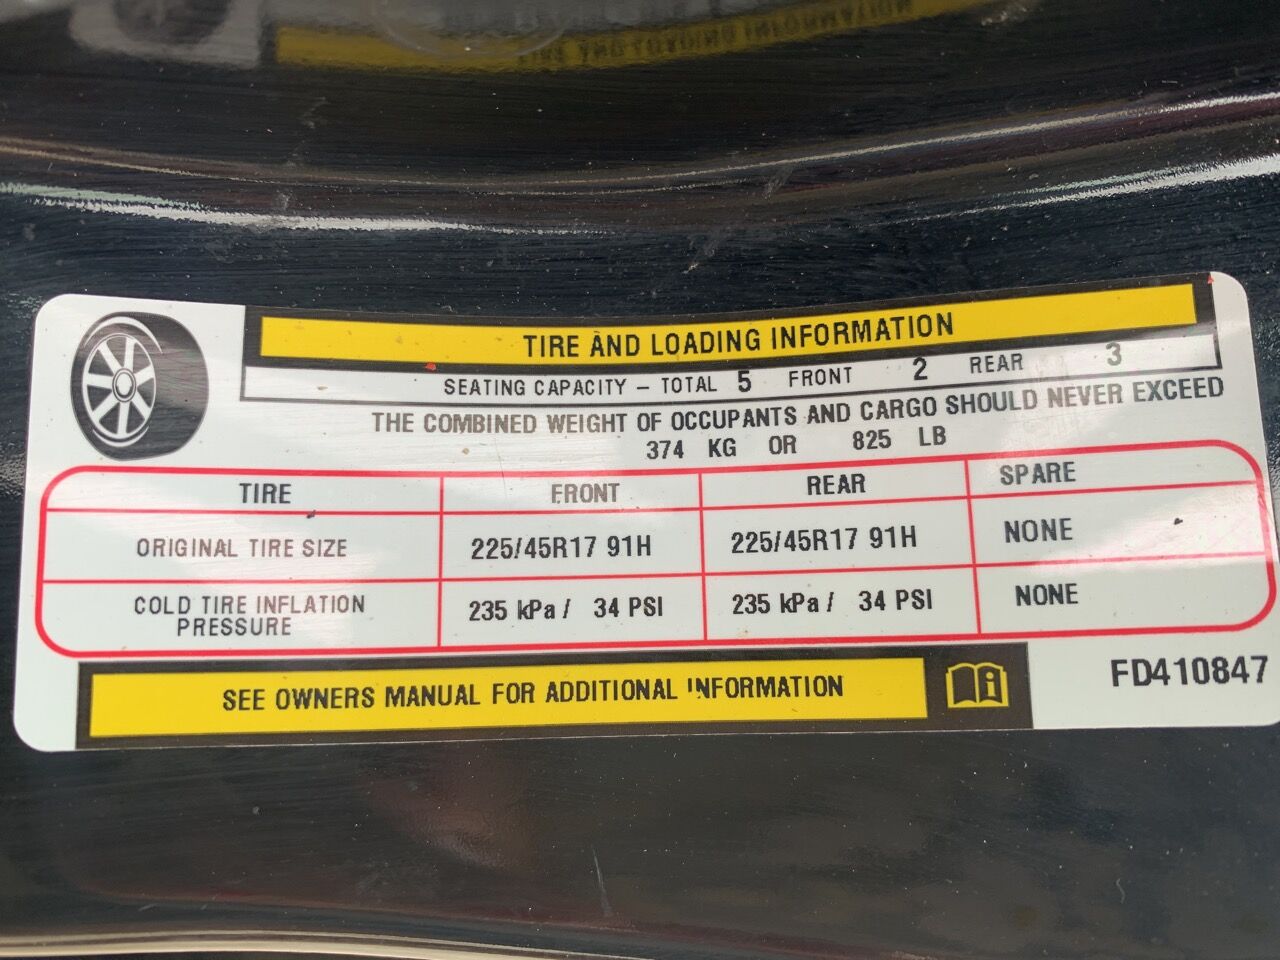 TIRE AND LOADING INFORMATION
SEATING CAPACITY – TOTAL 5 FRONT 2 REAR 3
THE COMBINED WEIGHT OF OCCUPANTS AND CARGO SHOULD NEVER EXCEED
374 KG OR 825 LB
TIRE FRONT REAR SPARE
ORIGINAL TIRE SIZE 225/45R17 91H 225/45R17 91H NONE
COLD TIRE INFLATION PRESSURE 235 kPa / 34 PSI 235 kPa / 34 PSI NONE
SEE OWNERS MANUAL FOR ADDITIONAL INFORMATION
FD410847